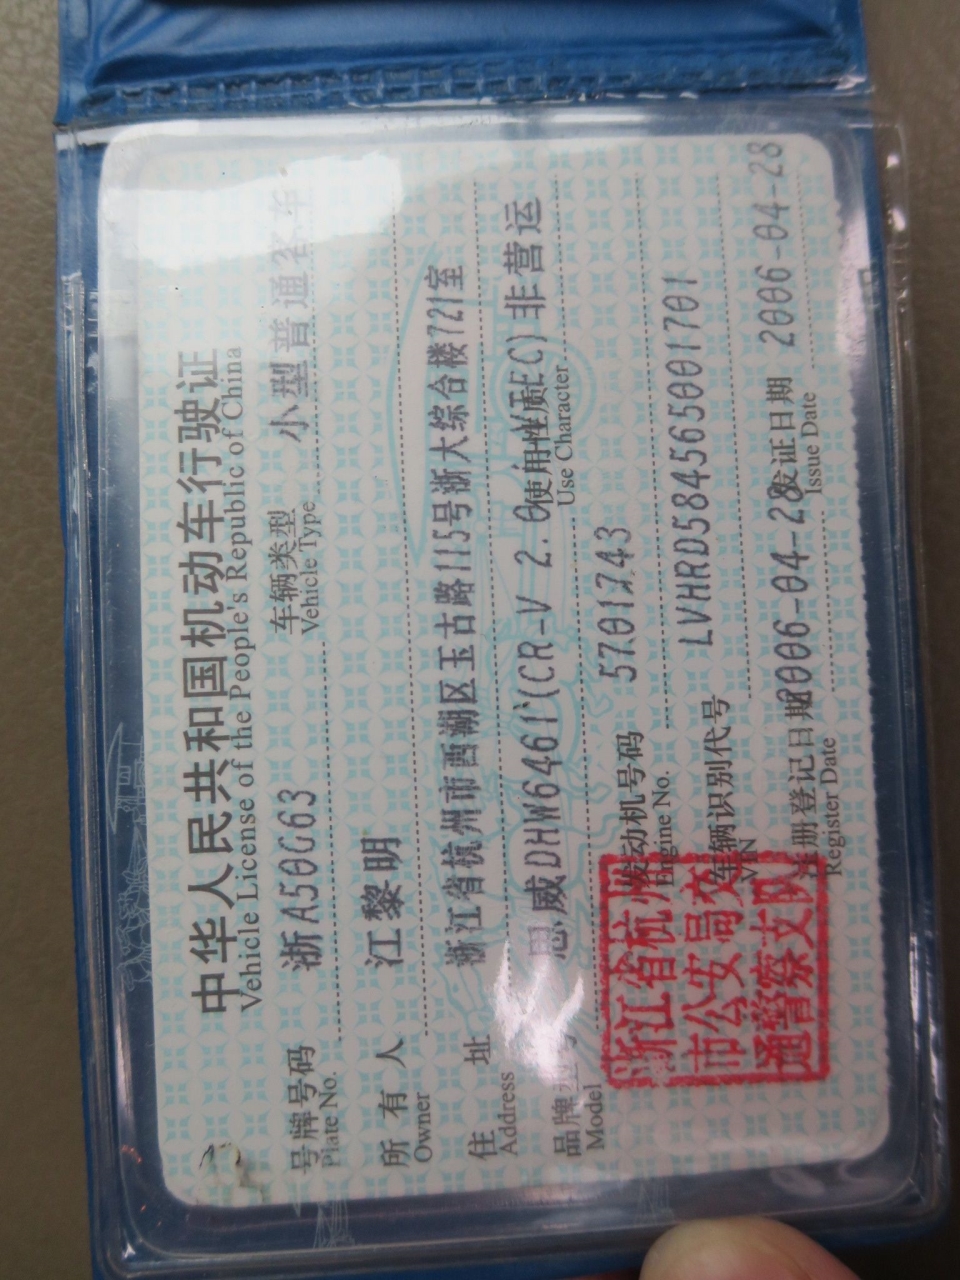 中华人民共和国机动车行驶证
Vehicle License of the People's Republic of China
号牌号码 浙A50G63 车辆类型 小型普通客车
Plate No. Vehicle Type
所有人 江黎明
Owner
住址 浙江省杭州市西湖区玉古路115号浙大综合楼721室
Address
品牌型号 思威DHW6461(CR-V 2.0 使用性质 非营运
Model Use Character
发动机号码 5701743
Engine No.
车辆识别代号 LVHRD584565001701
VIN
注册登记日期 2006-04-28 发证日期 2006-04-28
Register Date Issue Date
浙江省杭州
市公安局交
通警察支队